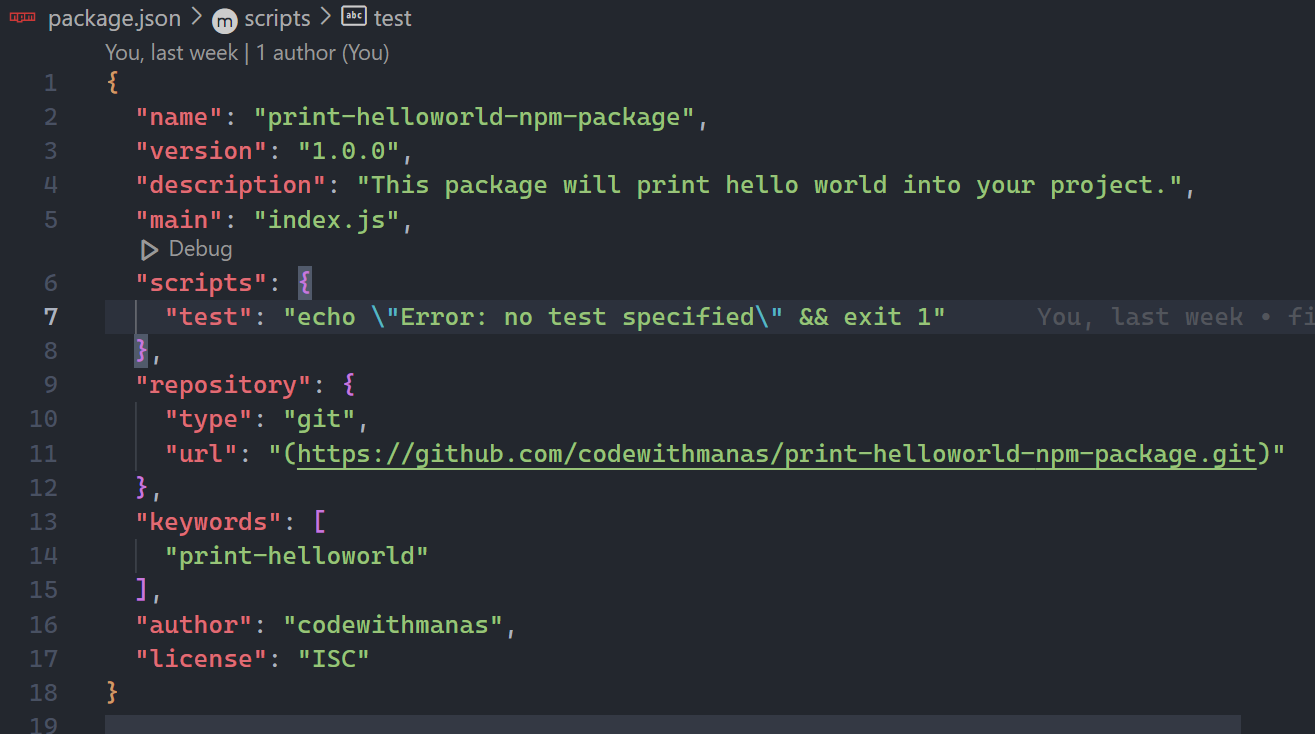 npm package.json > m scripts > abc test
You, last week | 1 author (You)
1 {
2 "name": "print-helloworld-npm-package",
3 "version": "1.0.0",
4 "description": "This package will print hello world into your project.",
5 "main": "index.js",
Debug
6 "scripts": {
7 "test": "echo \"Error: no test specified\" && exit 1" You, last week • fi
8 },
9 "repository": {
10 "type": "git",
11 "url": "(https://github.com/codewithmanas/print-helloworld-npm-package.git)"
12 },
13 "keywords": [
14 "print-helloworld"
15 ],
16 "author": "codewithmanas",
17 "license": "ISC"
18 }
19